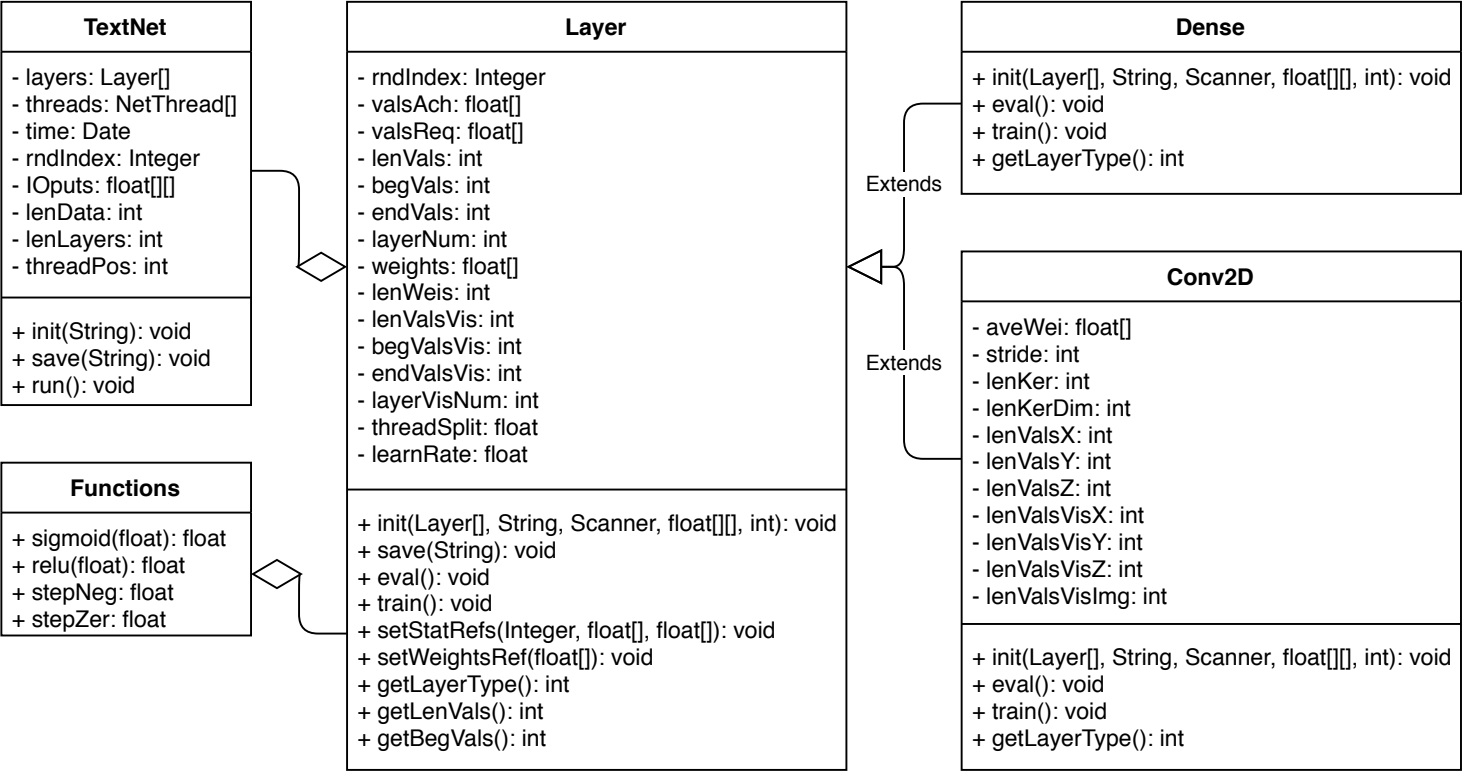 TextNet
- layers: Layer[]
- threads: NetThread[]
- time: Date
- rndIndex: Integer
- IOputs: float[][]
- lenData: int
- lenLayers: int
- threadPos: int
+ init(String): void
+ save(String): void
+ run(): void
Functions
+ sigmoid(float): float
+ relu(float): float
+ stepNeg: float
+ stepZer: float
Layer
- rndIndex: Integer
- valsAch: float[]
- valsReq: float[]
- lenVals: int
- begVals: int
- endVals: int
- layerNum: int
- weights: float[]
- lenWeis: int
- lenValsVis: int
- begValsVis: int
- endValsVis: int
- layerVisNum: int
- threadSplit: float
- learnRate: float
+ init(Layer[], String, Scanner, float[][], int): void
+ save(String): void
+ eval(): void
+ train(): void
+ setStatRefs(Integer, float[], float[]): void
+ setWeightsRef(float[]): void
+ getLayerType(): int
+ getLenVals(): int
+ getBegVals(): int
Extends
Extends
Dense
+ init(Layer[], String, Scanner, float[][], int): void
+ eval(): void
+ train(): void
+ getLayerType(): int
Conv2D
- aveWei: float[]
- stride: int
- lenKer: int
- lenKerDim: int
- lenValsX: int
- lenValsY: int
- lenValsZ: int
- lenValsVisX: int
- lenValsVisY: int
- lenValsVisZ: int
- lenValsVisImg: int
+ init(Layer[], String, Scanner, float[][], int): void
+ eval(): void
+ train(): void
+ getLayerType(): int